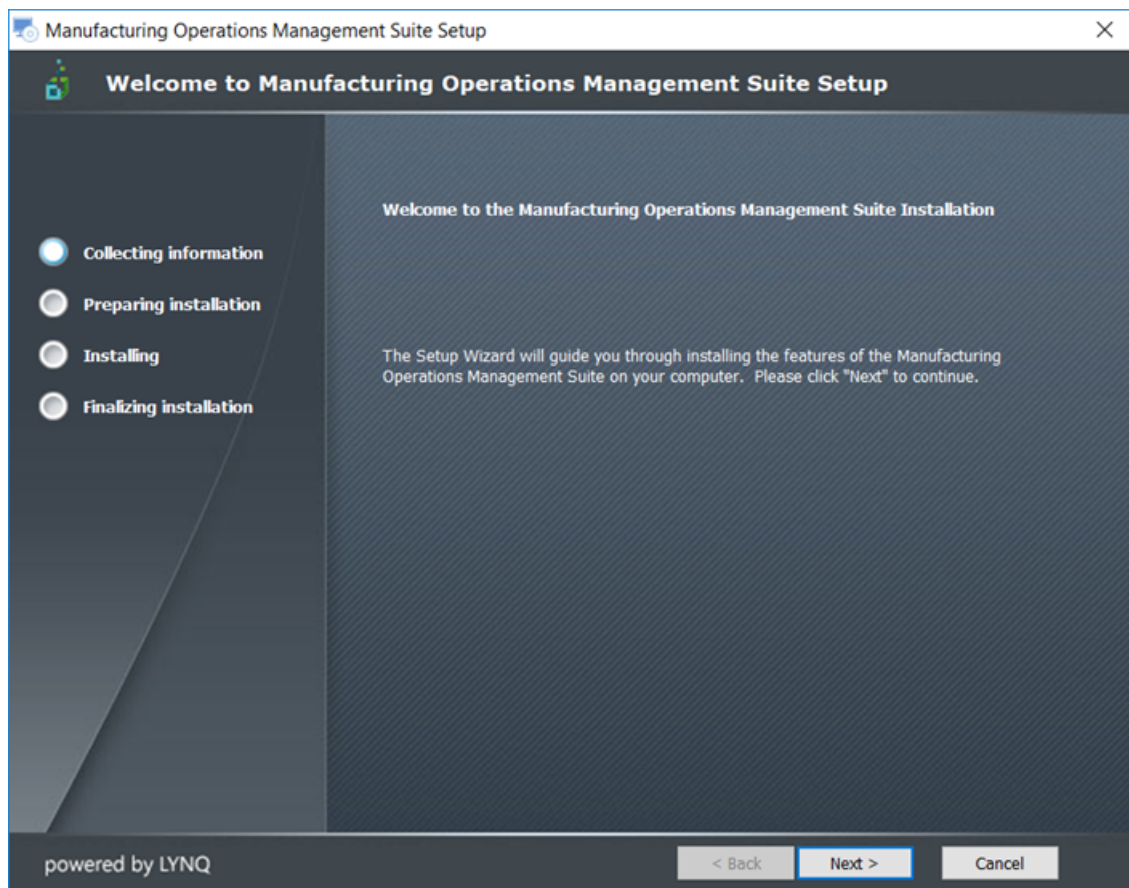 Manufacturing Operations Management Suite Setup
Welcome to Manufacturing Operations Management Suite Setup
Welcome to the Manufacturing Operations Management Suite Installation
Collecting information
Preparing installation
Installing
Finalizing installation
The Setup Wizard will guide you through installing the features of the Manufacturing
Operations Management Suite on your computer.  Please click "Next" to continue.
powered by LYNQ
< Back
Next >
Cancel